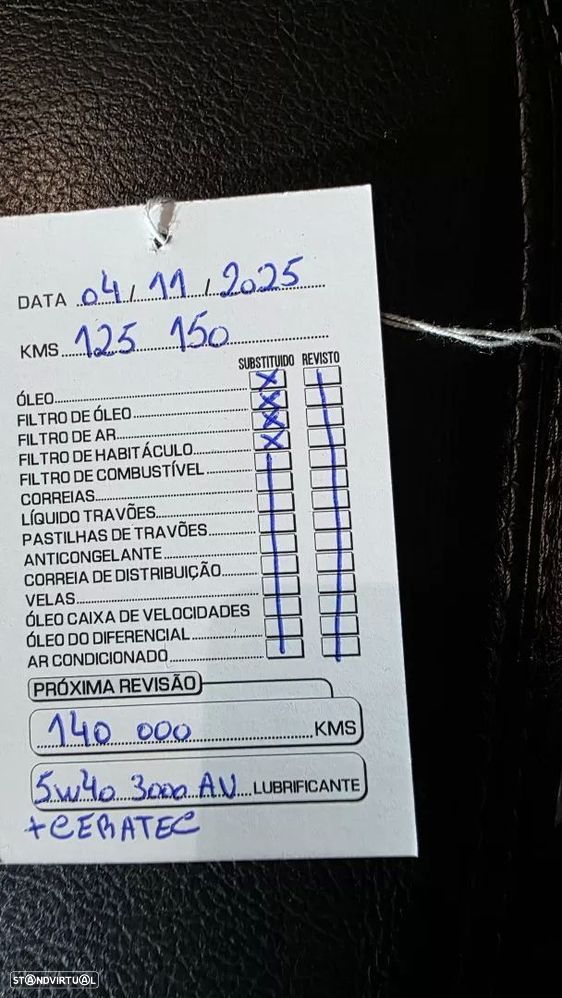 DATA 04/11/2025
KMS 125 150
SUBSTITUIDO REVISTO
ÓLEO X
FILTRO DE ÓLEO X
FILTRO DE AR X
FILTRO DE HABITÁCULO X
FILTRO DE COMBUSTÍVEL
CORREIAS
LÍQUIDO TRAVÕES
PASTILHAS DE TRAVÕES
ANTICONGELANTE
CORREIA DE DISTRIBUIÇÃO
VELAS
ÓLEO CAIXA DE VELOCIDADES
ÓLEO DO DIFERENCIAL
AR CONDICIONADO
PRÓXIMA REVISÃO
140 000 KMS
5w40 3000 AV LUBRIFICANTE
+CERATEC
STANDVIRTUAL